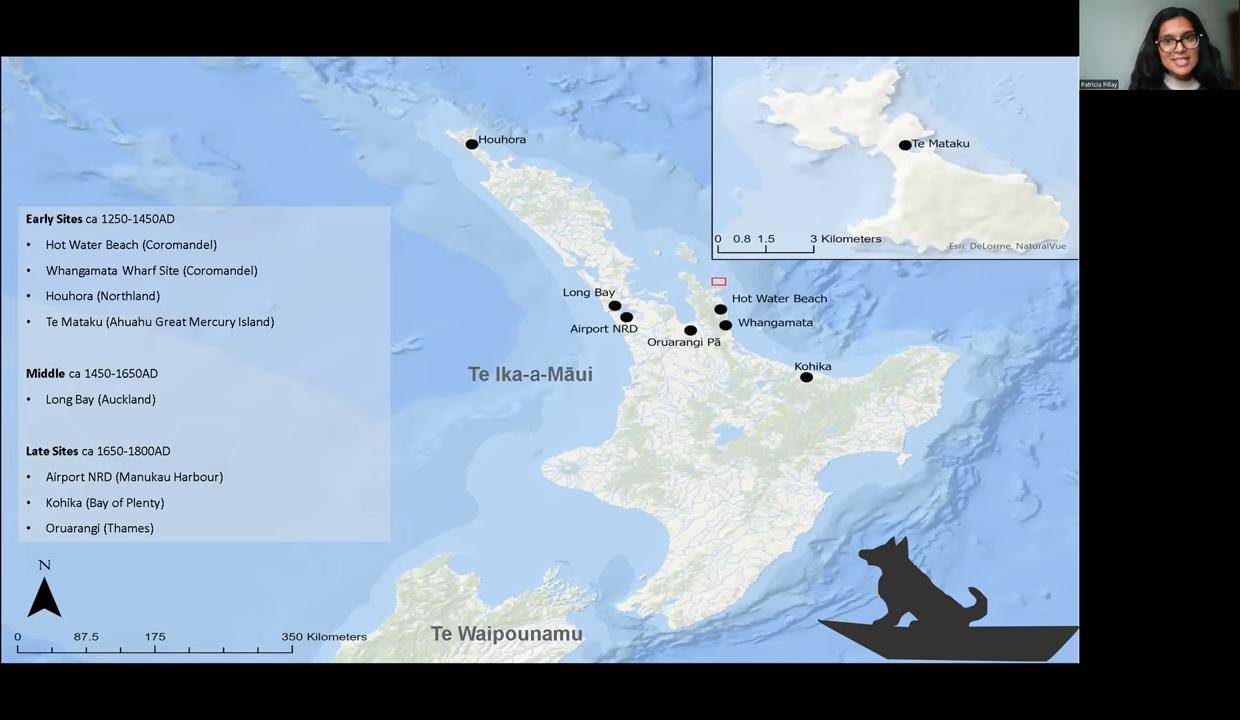 Patricia Pillay
Houhora
Te Mataku
0 0.8 1.5 3 Kilometers
Esri, DeLorme, NaturalVue
Early Sites ca 1250-1450AD
• Hot Water Beach (Coromandel)
• Whangamata Wharf Site (Coromandel)
• Houhora (Northland)
• Te Mataku (Ahuahu Great Mercury Island)
Middle ca 1450-1650AD
• Long Bay (Auckland)
Late Sites ca 1650-1800AD
• Airport NRD (Manukau Harbour)
• Kohika (Bay of Plenty)
• Oruarangi (Thames)
Long Bay
Hot Water Beach
Airport NRD
Whangamata
Oruarangi Pā
Kohika
Te Ika-a-Māui
N
0 87.5 175 350 Kilometers
Te Waipounamu